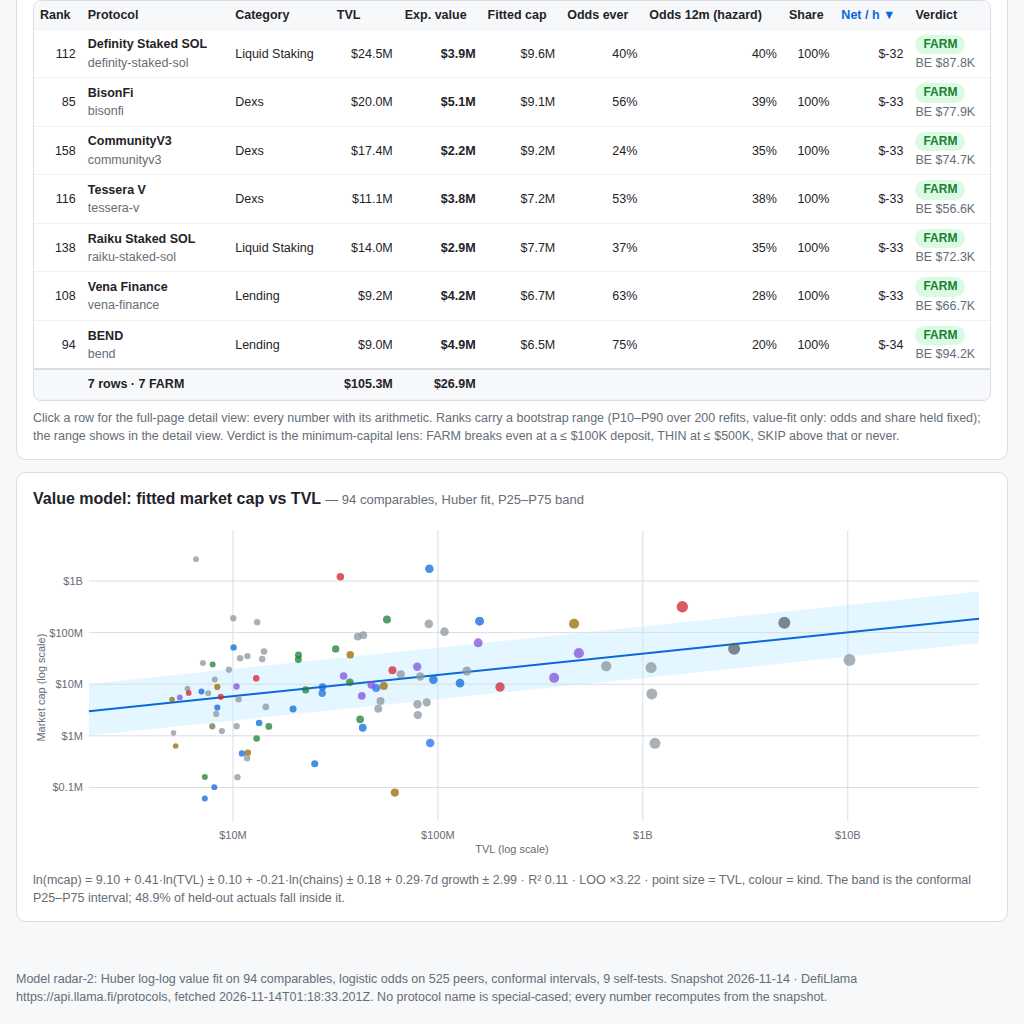 Rank Protocol Category TVL Exp. value Fitted cap Odds ever Odds 12m (hazard) Share Net / h ▼ Verdict
112 Definity Staked SOL Liquid Staking $24.5M $3.9M $9.6M 40% 40% 100% $-32 FARM
definity-staked-sol BE $87.8K
85 BisonFi Dexs $20.0M $5.1M $9.1M 56% 39% 100% $-33 FARM
bisonfi BE $77.9K
158 CommunityV3 Dexs $17.4M $2.2M $9.2M 24% 35% 100% $-33 FARM
communityv3 BE $74.7K
116 Tessera V Dexs $11.1M $3.8M $7.2M 53% 38% 100% $-33 FARM
tessera-v BE $56.6K
138 Raiku Staked SOL Liquid Staking $14.0M $2.9M $7.7M 37% 35% 100% $-33 FARM
raiku-staked-sol BE $72.3K
108 Vena Finance Lending $9.2M $4.2M $6.7M 63% 28% 100% $-33 FARM
vena-finance BE $66.7K
94 BEND Lending $9.0M $4.9M $6.5M 75% 20% 100% $-34 FARM
bend BE $94.2K
7 rows · 7 FARM $105.3M $26.9M
Click a row for the full-page detail view: every number with its arithmetic. Ranks carry a bootstrap range (P10–P90 over 200 refits, value-fit only: odds and share held fixed);
the range shows in the detail view. Verdict is the minimum-capital lens: FARM breaks even at a ≤ $100K deposit, THIN at ≤ $500K, SKIP above that or never.
Value model: fitted market cap vs TVL — 94 comparables, Huber fit, P25–P75 band
Market cap (log scale)
$1B
$100M
$10M
$1M
$0.1M
$10M $100M $1B $10B
TVL (log scale)
ln(mcap) = 9.10 + 0.41·ln(TVL) ± 0.10 + -0.21·ln(chains) ± 0.18 + 0.29·7d growth ± 2.99 · R² 0.11 · LOO ×3.22 · point size = TVL, colour = kind. The band is the conformal
P25–P75 interval; 48.9% of held-out actuals fall inside it.
Model radar-2: Huber log-log value fit on 94 comparables, logistic odds on 525 peers, conformal intervals, 9 self-tests. Snapshot 2026-11-14 · DefiLlama
https://api.llama.fi/protocols, fetched 2026-11-14T01:18:33.201Z. No protocol name is special-cased; every number recomputes from the snapshot.